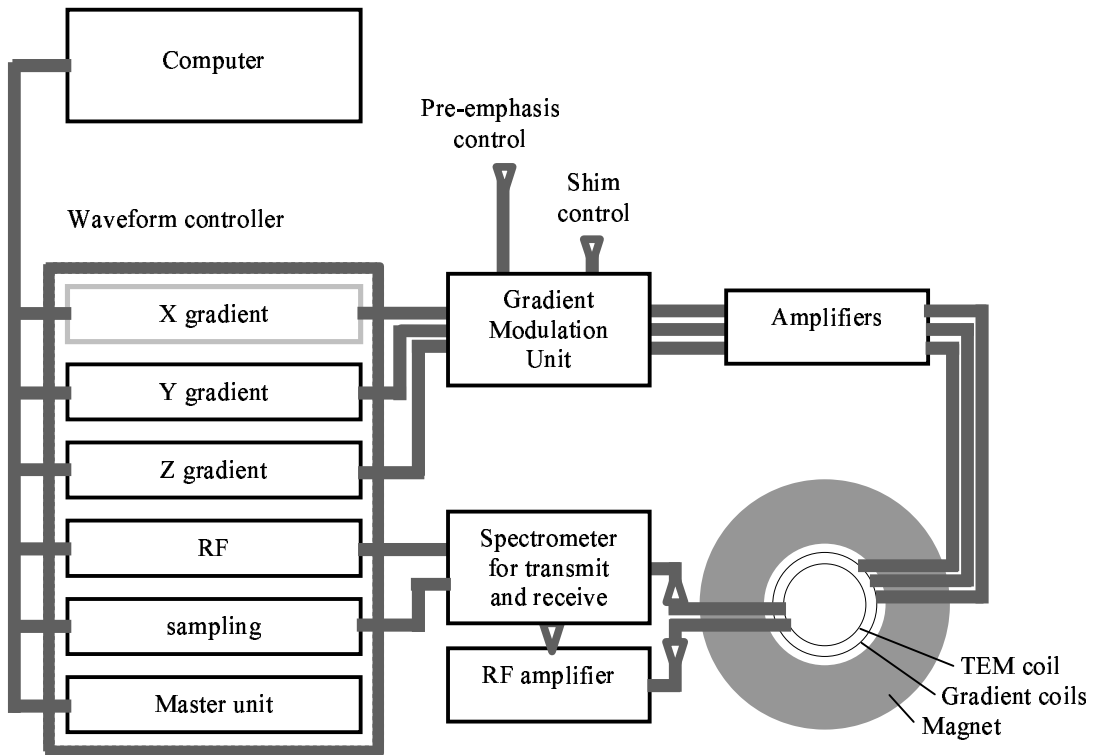 Computer
Pre-emphasis
control
Shim
control
Waveform controller
X gradient
Gradient
Modulation
Unit
Amplifiers
Y gradient
Z gradient
RF
Spectrometer
for transmit
and receive
sampling
RF amplifier
Master unit
TEM coil
Gradient coils
Magnet